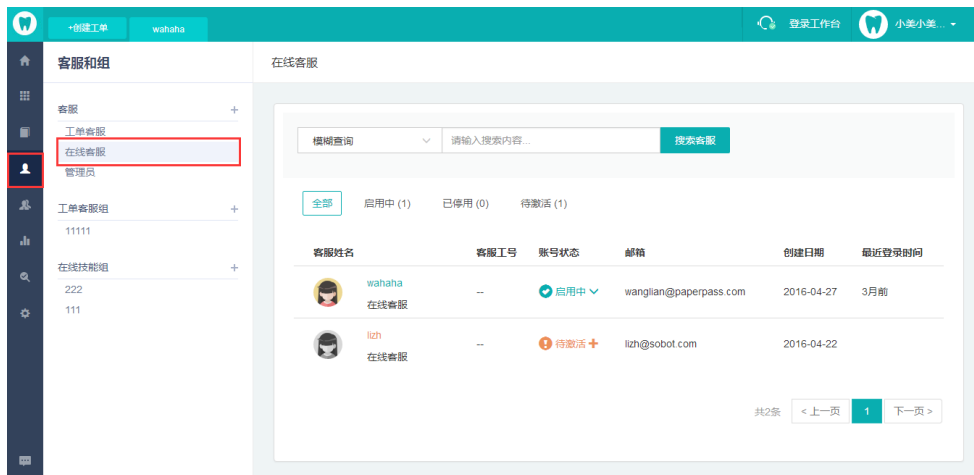 +创建工单 wahaha 登录工作台 小美小美...
客服和组
在线客服
客服 +
工单客服
在线客服
管理员
工单客服组 +
11111
在线技能组 +
222
111
模糊查询 请输入搜索内容... 搜索客服
全部 启用中 (1) 已停用 (0) 待激活 (1)
客服姓名 客服工号 账号状态 邮箱 创建日期 最近登录时间
wahaha
在线客服 -- 启用中 wanglian@paperpass.com 2016-04-27 3月前
lizh
在线客服 -- 待激活 lizh@sobot.com 2016-04-22
共2条 < 上一页 1 下一页 >